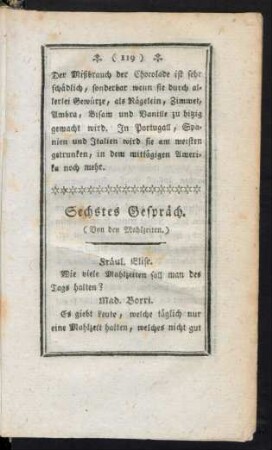 ( 119 )
Der Mißbrauch der Chocolade ist sehr
schädlich, sonderbar wenn sie durch al-
lerlei Gewürze, als Nägelein, Zimmet,
Ambra, Bisam und Vanille zu hitzig
gemacht wird. In Portugall, Spa-
nien und Italien wird sie am meisten
getrunken, in dem mittägigen Ameri-
ka noch mehr.
Sechstes Gespräch.
( Von den Mahlzeiten. )
Fräul. Elise.
Wie viele Mahlzeiten soll man des
Tags halten?
Mad. Borri.
Es giebt Leute, welche täglich nur
eine Mahlzeit halten, welches nicht gut